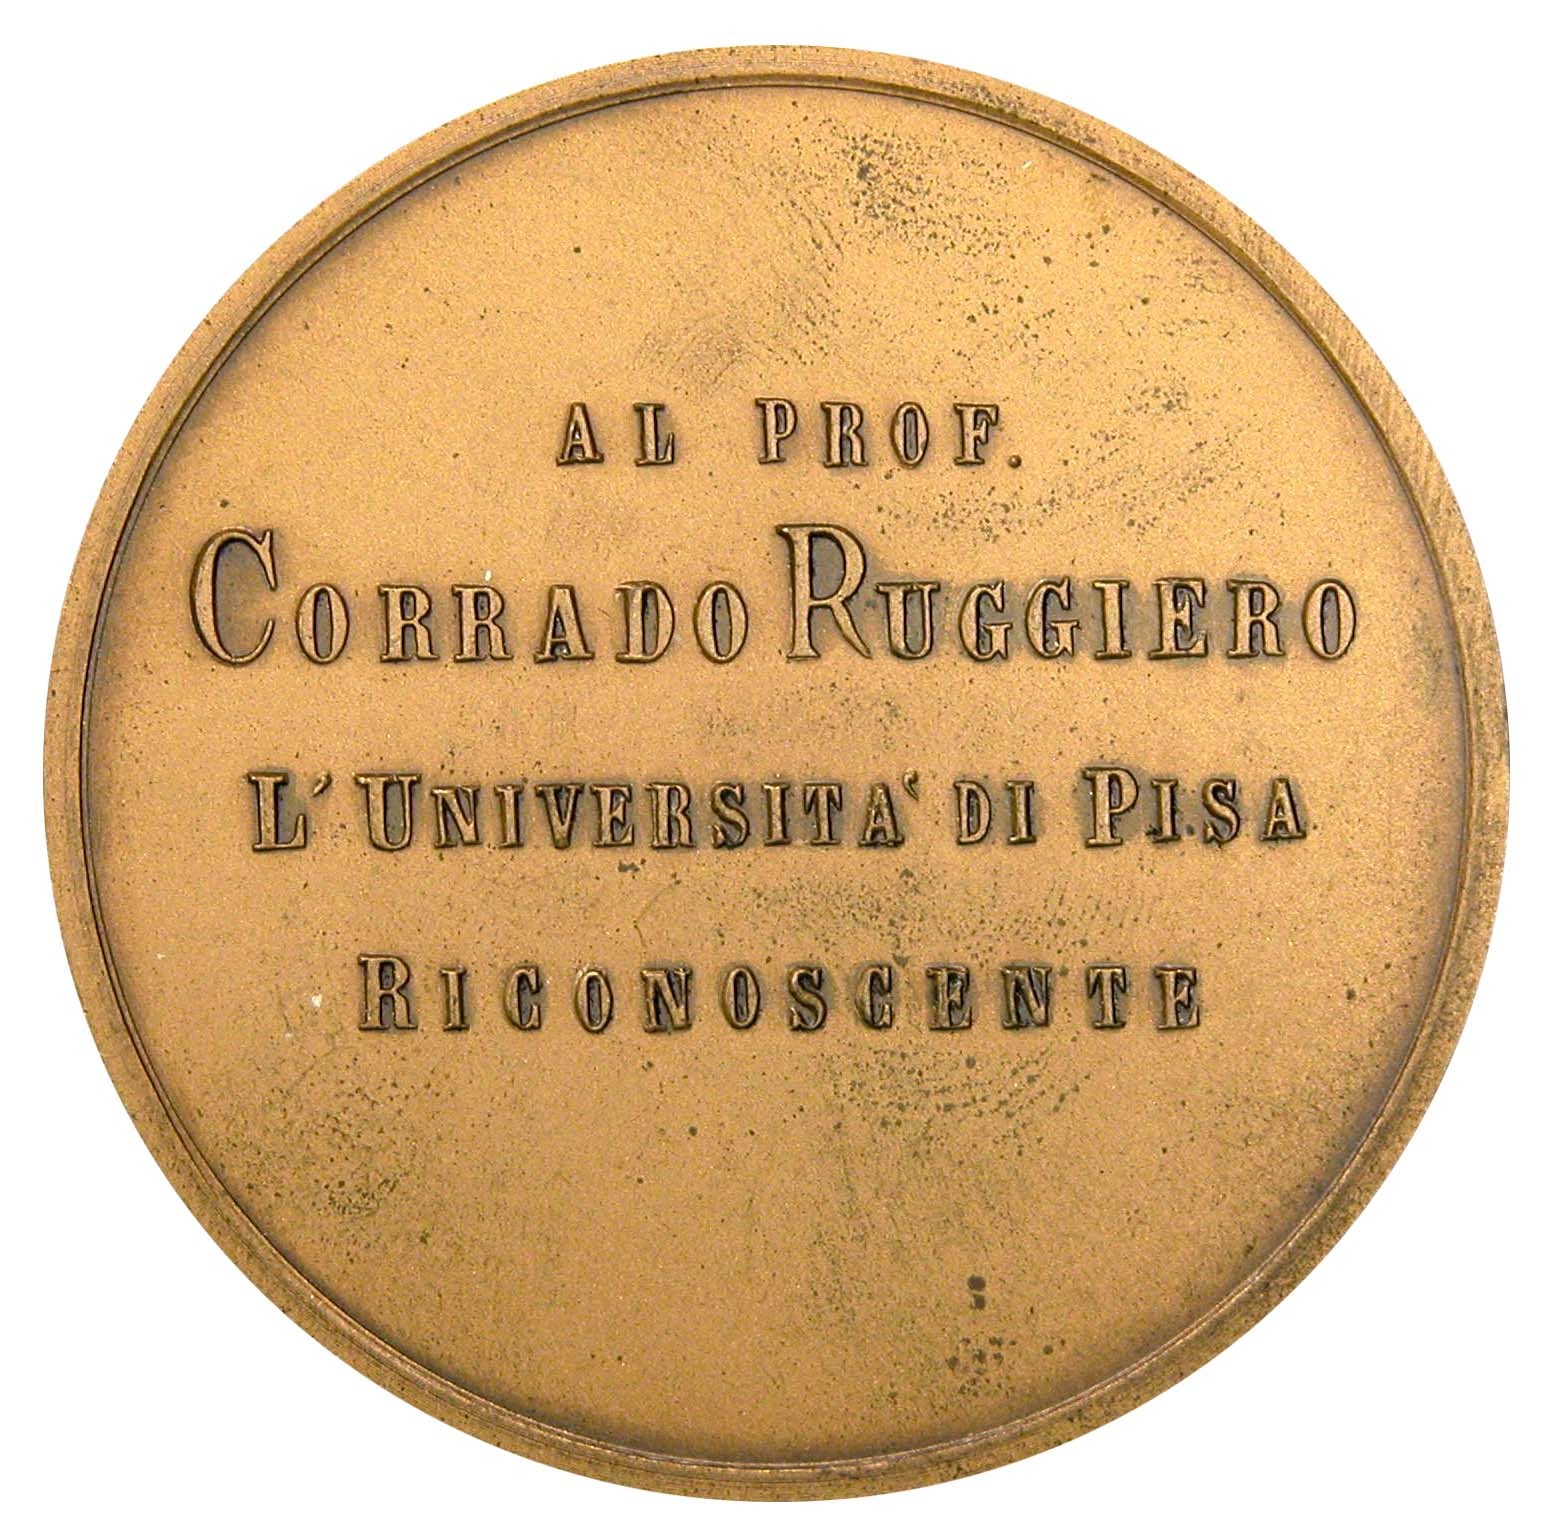 AL PROF.
CORRADO RUGGIERO
L'UNIVERSITA' DI PISA
RICONOSCENTE